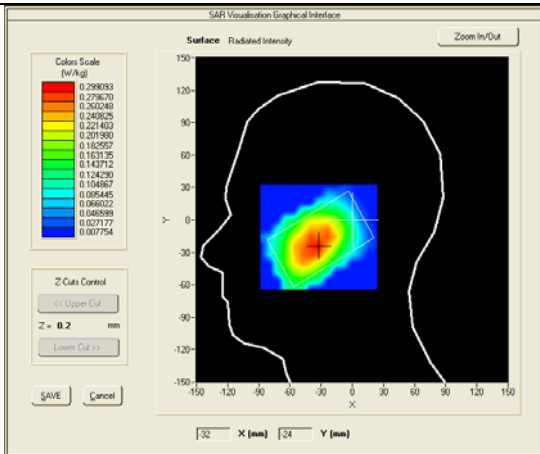 SAR Visualisation Graphical Interface
Surface Radiated Intensity
Zoom In/Out
Colors Scale
(W/kg)
0.299093
0.279670
0.260248
0.240825
0.221403
0.201980
0.182557
0.163135
0.143712
0.124290
0.104867
0.085445
0.066022
0.046599
0.027177
0.007754
Z-Cuts Control
<< Upper Cut
Z = 0.2 mm
Lower Cut >>
SAVE Cancel
150-
120-
90-
60-
30-
0-
-30-
-60-
-90-
-120-
-150-
Y
-150 -120 -90 -60 -30 0 30 60 90 120 150
X
-32 X (mm) -24 Y (mm)